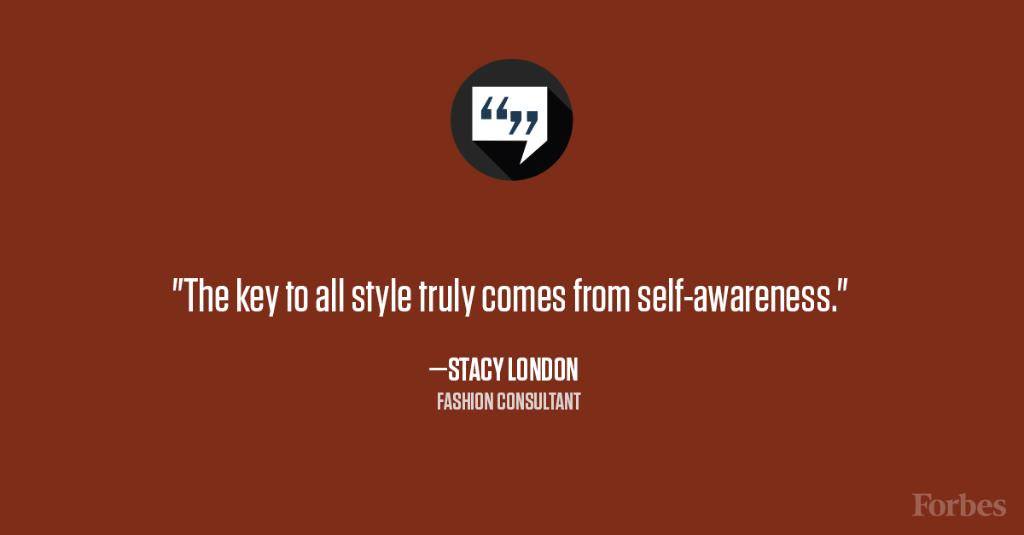 "The key to all style truly comes from self-awareness."
—STACY LONDON
FASHION CONSULTANT
Forbes